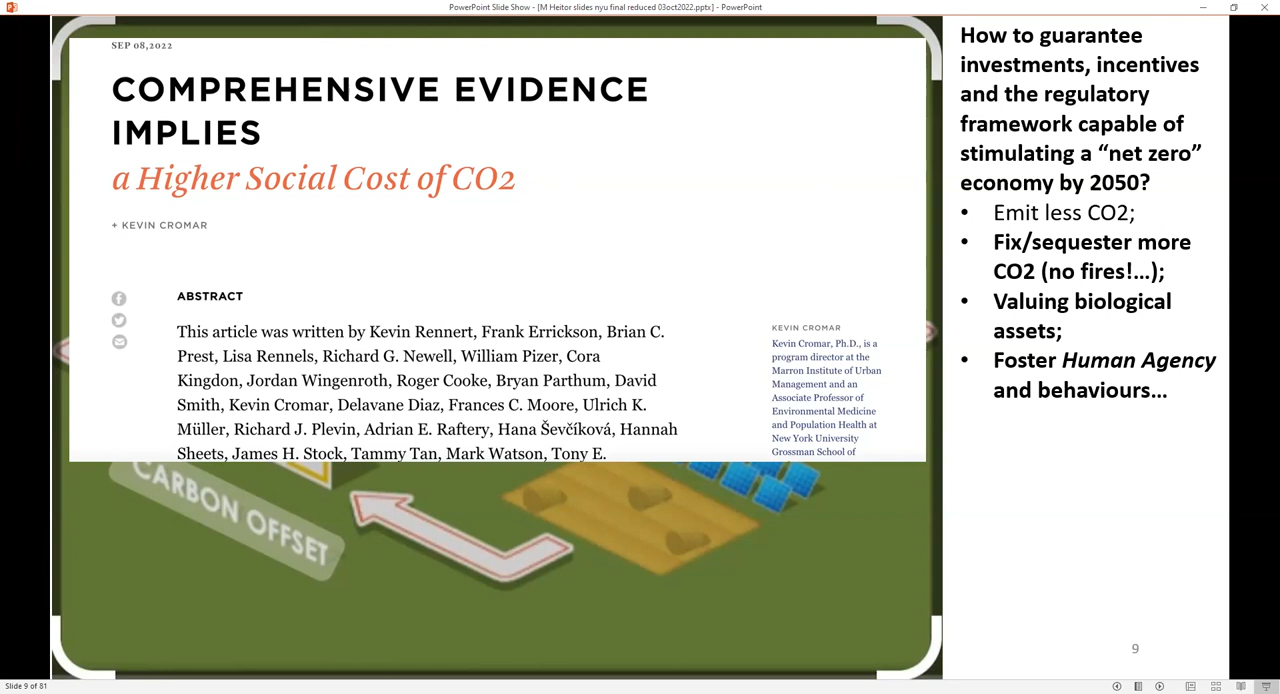 PowerPoint Slide Show - [M Heitor slides nyu final reduced 03oct2022.pptx] - PowerPoint
SEP 08,2022
COMPREHENSIVE EVIDENCE
IMPLIES
a Higher Social Cost of CO2
+ KEVIN CROMAR
ABSTRACT
This article was written by Kevin Rennert, Frank Errickson, Brian C.
Prest, Lisa Rennels, Richard G. Newell, William Pizer, Cora
Kingdon, Jordan Wingenroth, Roger Cooke, Bryan Parthum, David
Smith, Kevin Cromar, Delavane Diaz, Frances C. Moore, Ulrich K.
Müller, Richard J. Plevin, Adrian E. Raftery, Hana Ševčíková, Hannah
Sheets, James H. Stock, Tammy Tan, Mark Watson, Tony E.
KEVIN CROMAR
Kevin Cromar, Ph.D., is a
program director at the
Marron Institute of Urban
Management and an
Associate Professor of
Environmental Medicine
and Population Health at
New York University
Grossman School of
CARBON OFFSET
How to guarantee
investments, incentives
and the regulatory
framework capable of
stimulating a “net zero”
economy by 2050?
• Emit less CO2;
• Fix/sequester more
CO2 (no fires!...);
• Valuing biological
assets;
• Foster Human Agency
and behaviours...
9
Slide 9 of 81